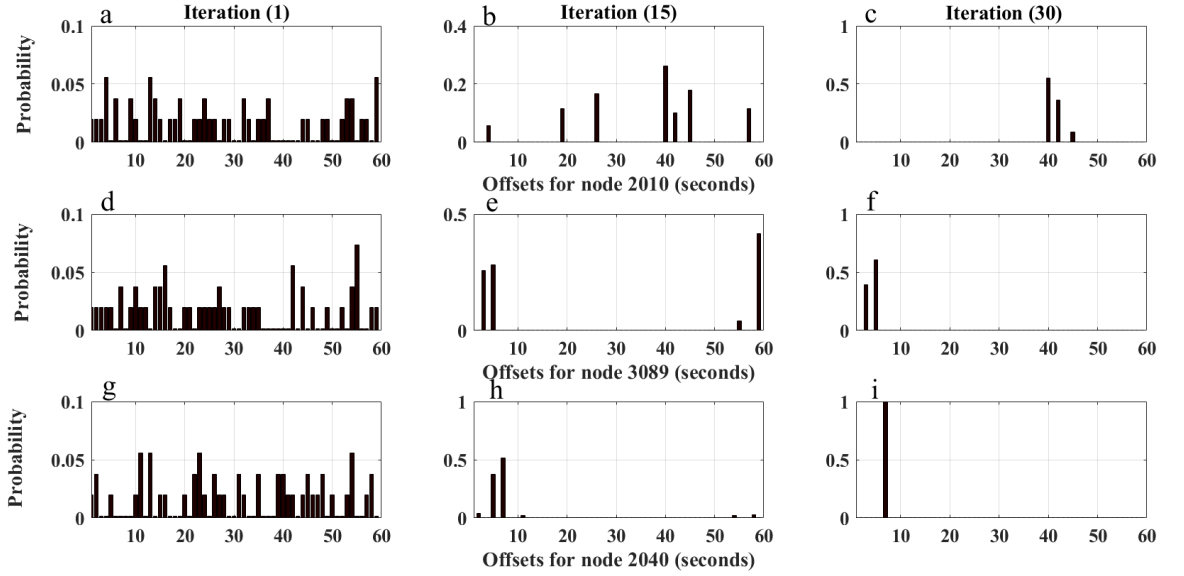 Iteration (1) Iteration (15) Iteration (30)
a b c
0.1 0.4 1
Probability
0.05 0.2 0.5
0 0 0
10 20 30 40 50 60 10 20 30 40 50 60 10 20 30 40 50 60
Offsets for node 2010 (seconds)
d e f
0.1 0.5 1
Probability
0.05 0.5
0 0 0
10 20 30 40 50 60 10 20 30 40 50 60 10 20 30 40 50 60
Offsets for node 3089 (seconds)
g h i
0.1 1 1
Probability
0.05 0.5 0.5
0 0 0
10 20 30 40 50 60 10 20 30 40 50 60 10 20 30 40 50 60
Offsets for node 2040 (seconds)